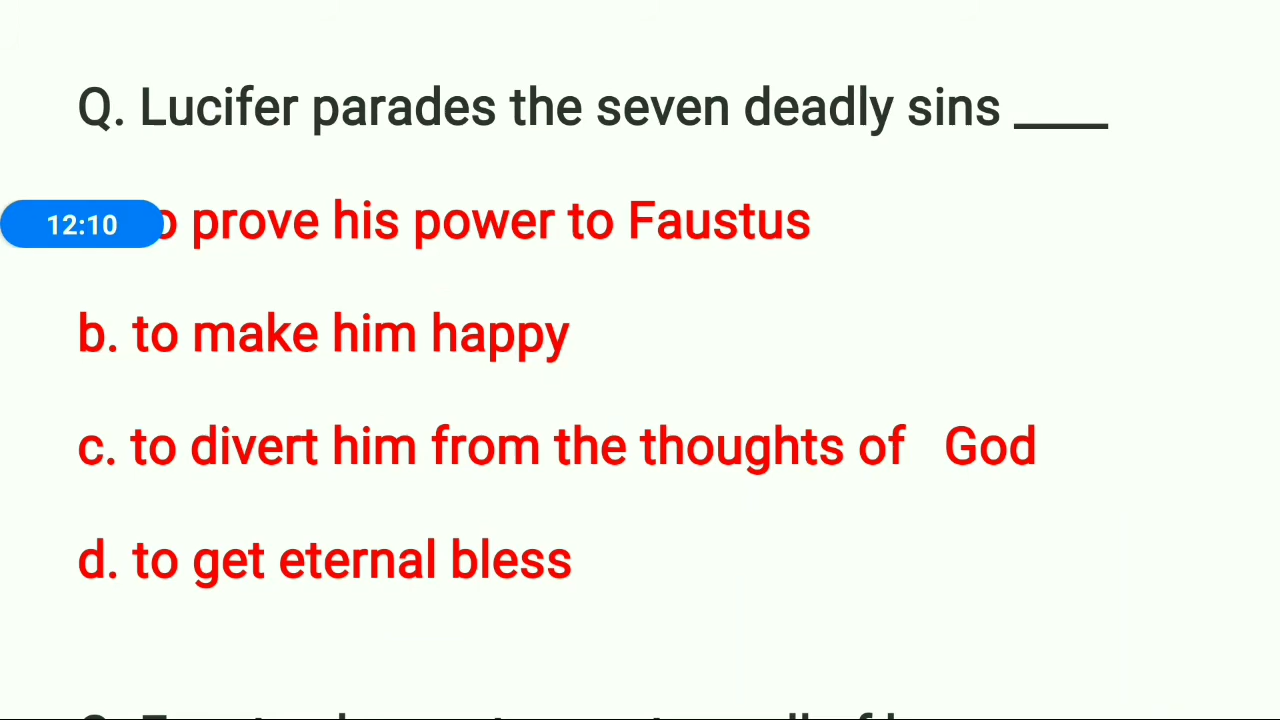 Q. Lucifer parades the seven deadly sins ____
12:10 prove his power to Faustus
b. to make him happy
c. to divert him from the thoughts of God
d. to get eternal bless